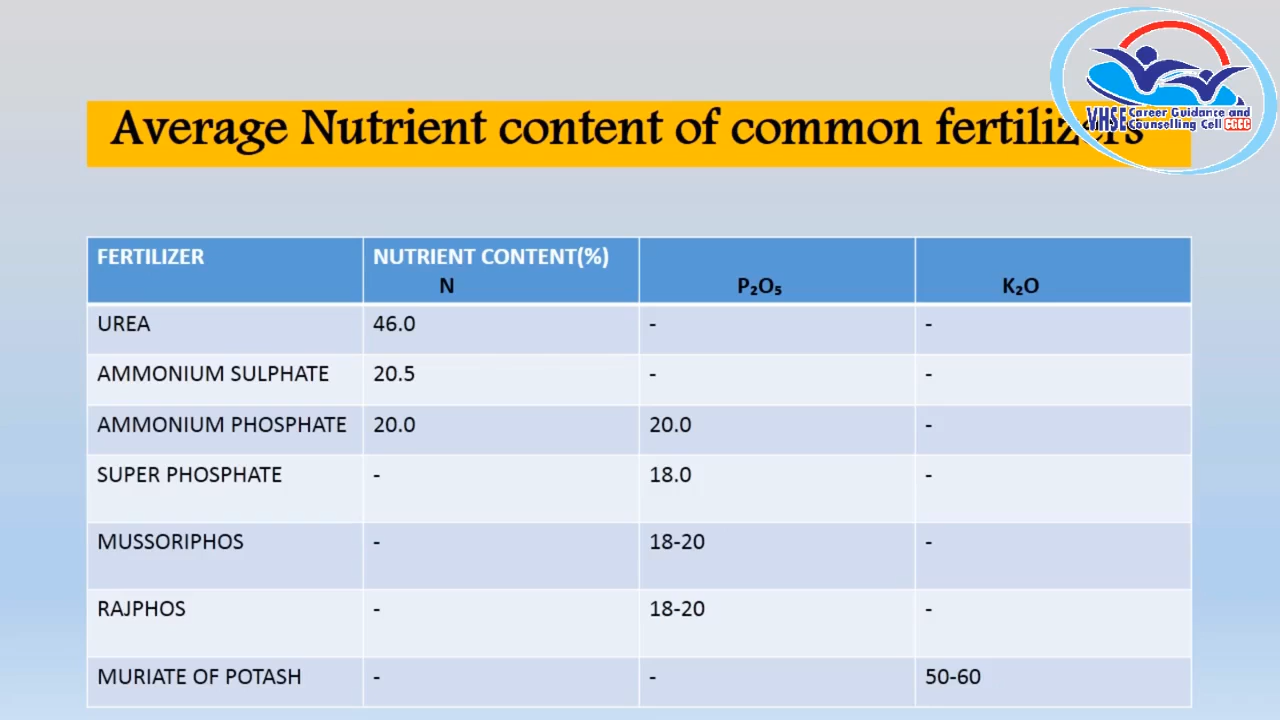 Average Nutrient content of common fertilizers
VHSE Career Guidance and
Counselling Cell CGCC
FERTILIZER NUTRIENT CONTENT(%)
N P₂O₅ K₂O
UREA 46.0 - -
AMMONIUM SULPHATE 20.5 - -
AMMONIUM PHOSPHATE 20.0 20.0 -
SUPER PHOSPHATE - 18.0 -
MUSSORIPHOS - 18-20 -
RAJPHOS - 18-20 -
MURIATE OF POTASH - - 50-60